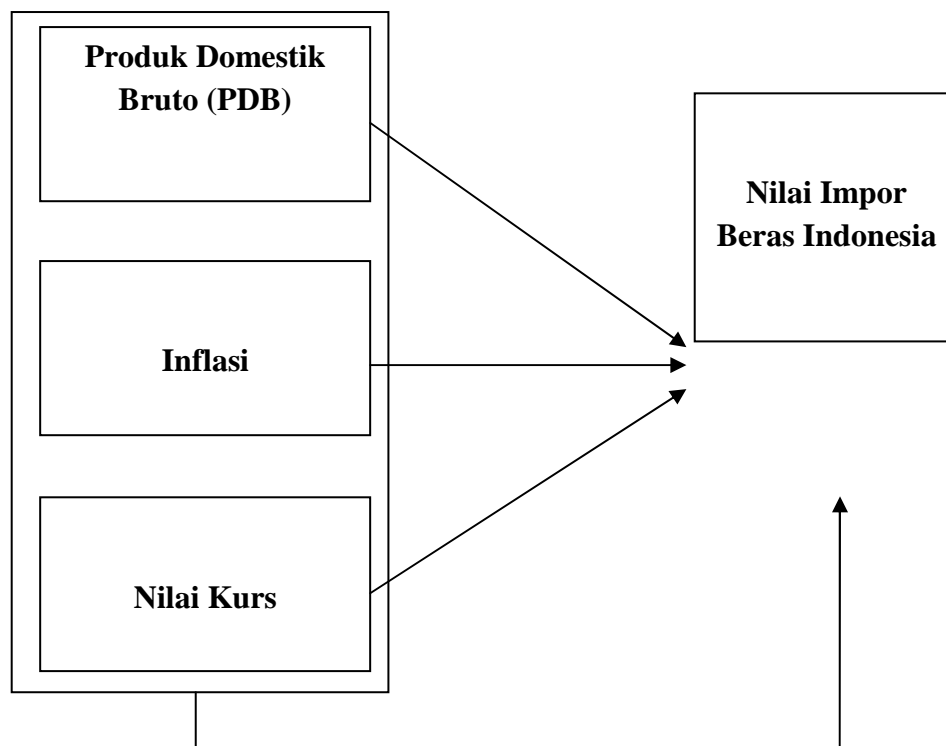 Produk Domestik
Bruto (PDB)
Nilai Impor
Beras Indonesia
Inflasi
Nilai Kurs